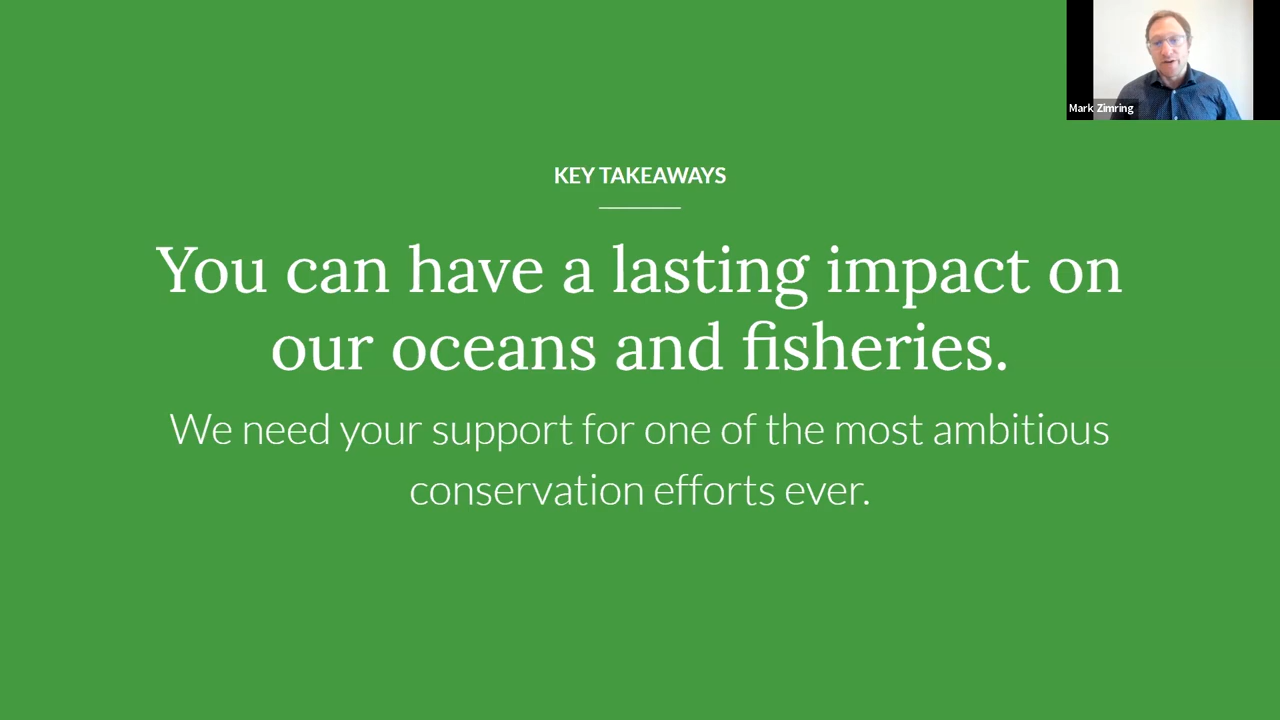 Mark Zimring
KEY TAKEAWAYS
You can have a lasting impact on
our oceans and fisheries.
We need your support for one of the most ambitious
conservation efforts ever.